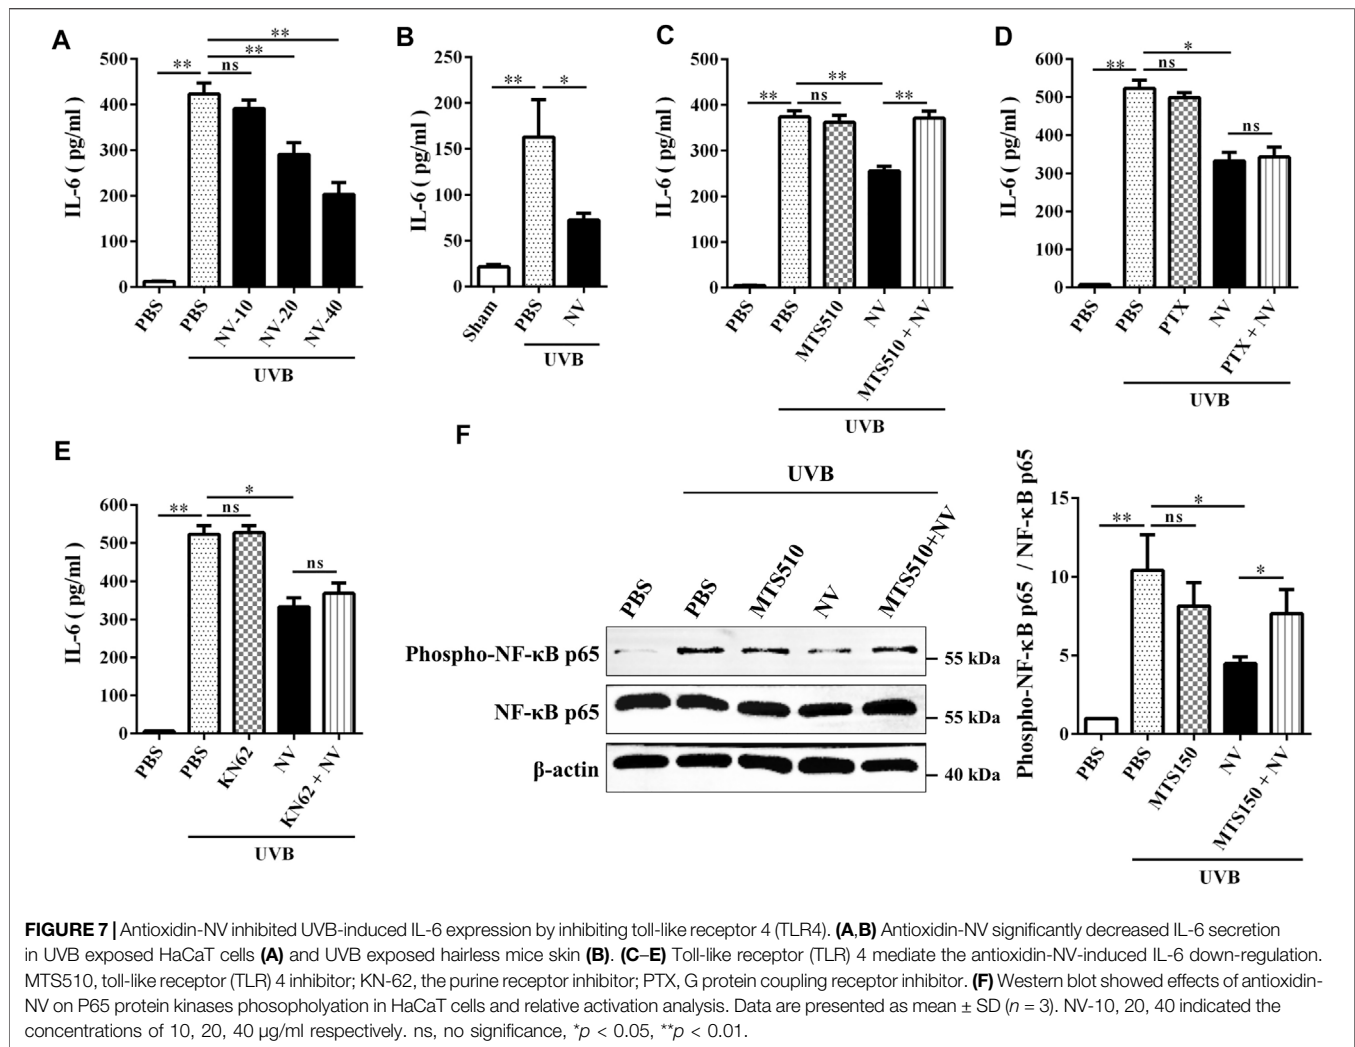 A
IL-6 ( pg/ml )
500
400
300
200
100
0
**
**
** ns
PBS
PBS
NV-10
NV-20
NV-40
UVB
B
IL-6 ( pg/ml )
250
200
150
100
50
0
** *
Sham
PBS
NV
UVB
C
IL-6 ( pg/ml )
500
400
300
200
100
0
**
** ns **
PBS
PBS
MTS510
NV
MTS510 + NV
UVB
D
IL-6 ( pg/ml )
600
500
400
300
200
100
0
*
** ns
ns
PBS
PBS
PTX
NV
PTX + NV
UVB
E
IL-6 ( pg/ml )
600
500
400
300
200
100
0
*
** ns
ns
PBS
PBS
KN62
NV
KN62 + NV
UVB
F
UVB
PBS
PBS
MTS510
NV
MTS510+NV
Phospho-NF-κB p65
55 kDa
NF-κB p65
55 kDa
β-actin
40 kDa
Phospho-NF-κB p65 / NF-κB p65
15
10
5
0
*
** ns
*
PBS
PBS
MTS150
NV
MTS150 + NV
UVB
FIGURE 7 | Antioxidin-NV inhibited UVB-induced IL-6 expression by inhibiting toll-like receptor 4 (TLR4). (A,B) Antioxidin-NV significantly decreased IL-6 secretion
in UVB exposed HaCaT cells (A) and UVB exposed hairless mice skin (B). (C–E) Toll-like receptor (TLR) 4 mediate the antioxidin-NV-induced IL-6 down-regulation.
MTS510, toll-like receptor (TLR) 4 inhibitor; KN-62, the purine receptor inhibitor; PTX, G protein coupling receptor inhibitor. (F) Western blot showed effects of antioxidin-
NV on P65 protein kinases phosopholyation in HaCaT cells and relative activation analysis. Data are presented as mean ± SD (n = 3). NV-10, 20, 40 indicated the
concentrations of 10, 20, 40 μg/ml respectively. ns, no significance, *p < 0.05, **p < 0.01.